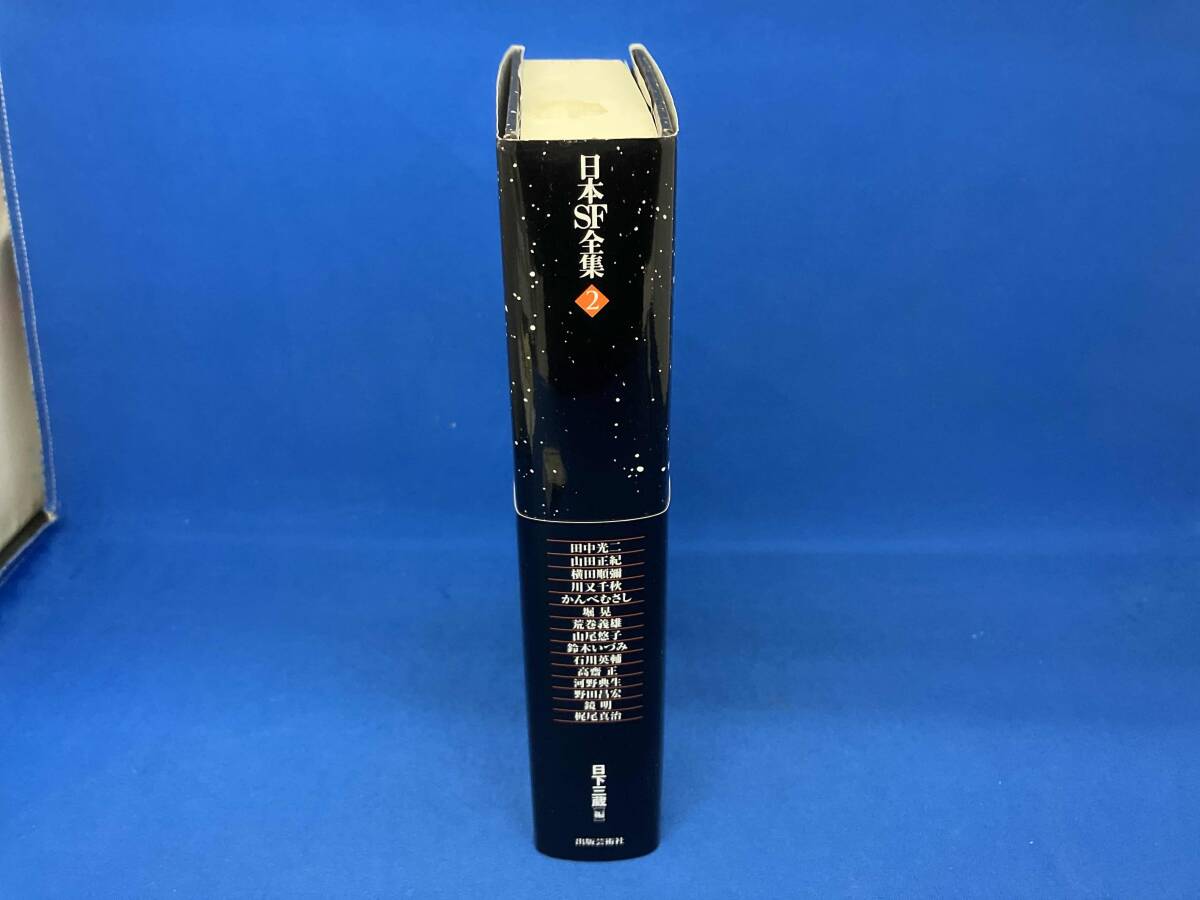 日本SF全集
2
田中光二
山田正紀
横田順彌
川又千秋
かんべむさし
堀 晃
荒巻義雄
山尾悠子
鈴木いづみ
石川英輔
高齋 正
河野典生
野田昌宏
鏡 明
梶尾真治
日下三蔵[編]
出版芸術社